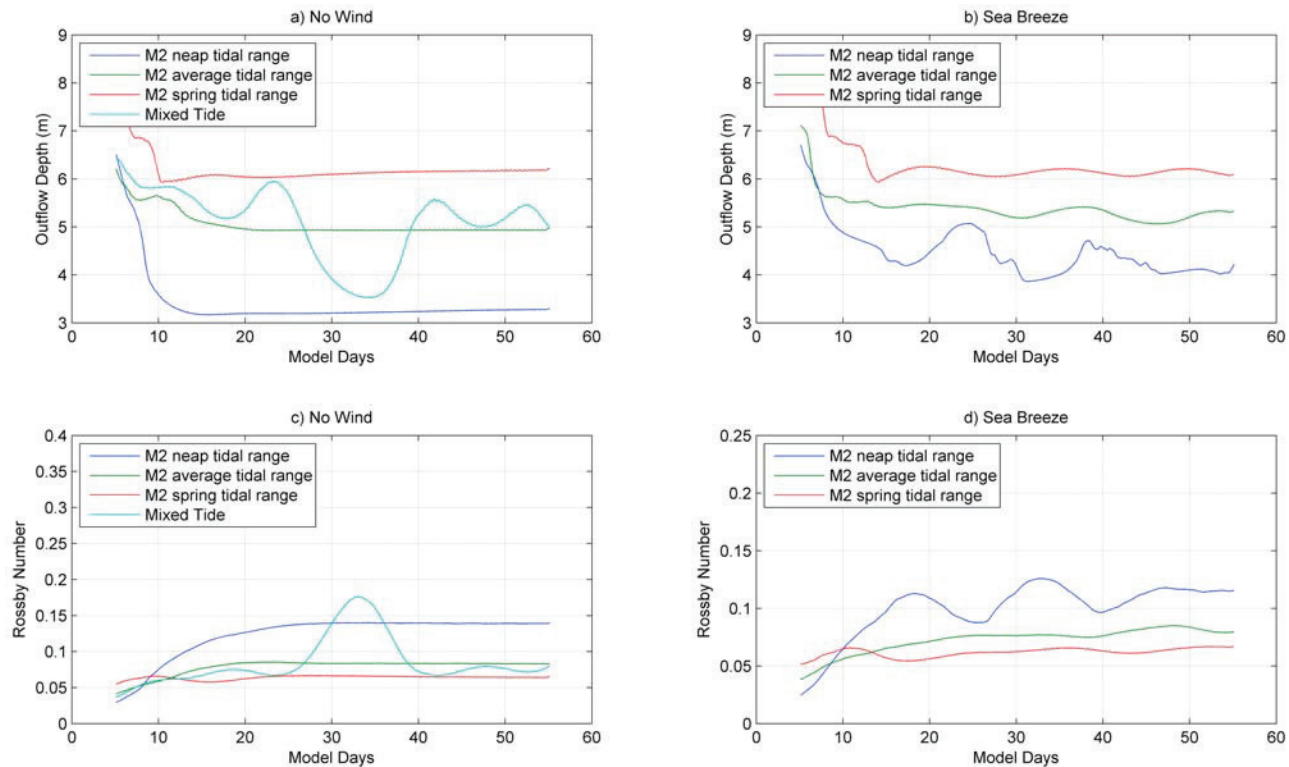 a) No Wind
9
8
7
6
5
4
3
Outflow Depth (m)
M2 neap tidal range
M2 average tidal range
M2 spring tidal range
Mixed Tide
0 10 20 30 40 50 60
Model Days
b) Sea Breeze
9
8
7
6
5
4
3
Outflow Depth (m)
M2 neap tidal range
M2 average tidal range
M2 spring tidal range
0 10 20 30 40 50 60
Model Days
c) No Wind
0.4
0.35
0.3
0.25
0.2
0.15
0.1
0.05
0
Rossby Number
M2 neap tidal range
M2 average tidal range
M2 spring tidal range
Mixed Tide
0 10 20 30 40 50 60
Model Days
d) Sea Breeze
0.25
0.2
0.15
0.1
0.05
0
Rossby Number
M2 neap tidal range
M2 average tidal range
M2 spring tidal range
0 10 20 30 40 50 60
Model Days